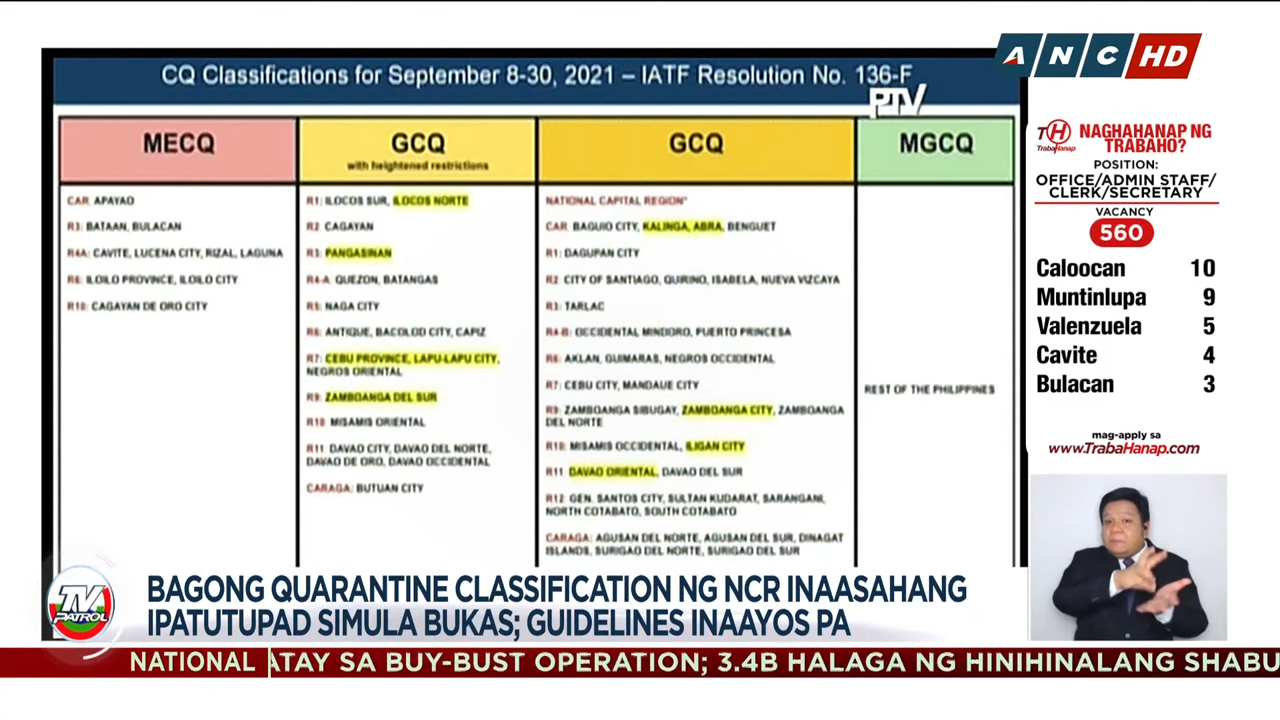 ANC HD
CQ Classifications for September 8-30, 2021 – IATF Resolution No. 136-F
PTV
MECQ
CAR: APAYAO
R3: BATAAN, BULACAN
R4A: CAVITE, LUCENA CITY, RIZAL, LAGUNA
R6: ILOILO PROVINCE, ILOILO CITY
R10: CAGAYAN DE ORO CITY
GCQ
with heightened restrictions
R1: ILOCOS SUR, ILOCOS NORTE
R2: CAGAYAN
R3: PANGASINAN
R4-A: QUEZON, BATANGAS
R5: NAGA CITY
R6: ANTIQUE, BACOLOD CITY, CAPIZ
R7: CEBU PROVINCE, LAPU-LAPU CITY,
NEGROS ORIENTAL
R9: ZAMBOANGA DEL SUR
R10: MISAMIS ORIENTAL
R11: DAVAO CITY, DAVAO DEL NORTE,
DAVAO DE ORO, DAVAO OCCIDENTAL
CARAGA: BUTUAN CITY
GCQ
NATIONAL CAPITAL REGION*
CAR: BAGUIO CITY, KALINGA, ABRA, BENGUET
R1: DAGUPAN CITY
R2: CITY OF SANTIAGO, QUIRINO, ISABELA, NUEVA VIZCAYA
R3: TARLAC
R4-B: OCCIDENTAL MINDORO, PUERTO PRINCESA
R6: AKLAN, GUIMARAS, NEGROS OCCIDENTAL
R7: CEBU CITY, MANDAUE CITY
R9: ZAMBOANGA SIBUGAY, ZAMBOANGA CITY, ZAMBOANGA
DEL NORTE
R10: MISAMIS OCCIDENTAL, ILIGAN CITY
R11: DAVAO ORIENTAL, DAVAO DEL SUR
R12: GEN. SANTOS CITY, SULTAN KUDARAT, SARANGANI,
NORTH COTABATO, SOUTH COTABATO
CARAGA: AGUSAN DEL NORTE, AGUSAN DEL SUR, DINAGAT
ISLANDS, SURIGAO DEL NORTE, SURIGAO DEL SUR
MGCQ
REST OF THE PHILIPPINES
TH
TrabaHanap
NAGHAHANAP NG
TRABAHO?
POSITION:
OFFICE/ADMIN STAFF/
CLERK/SECRETARY
VACANCY
560
Caloocan 10
Muntinlupa 9
Valenzuela 5
Cavite 4
Bulacan 3
mag-apply sa
www.TrabaHanap.com
TV
PATROL
BAGONG QUARANTINE CLASSIFICATION NG NCR INAASAHANG
IPATUTUPAD SIMULA BUKAS; GUIDELINES INAAYOS PA
NATIONAL ATAY SA BUY-BUST OPERATION; 3.4B HALAGA NG HINIHINALANG SHABU